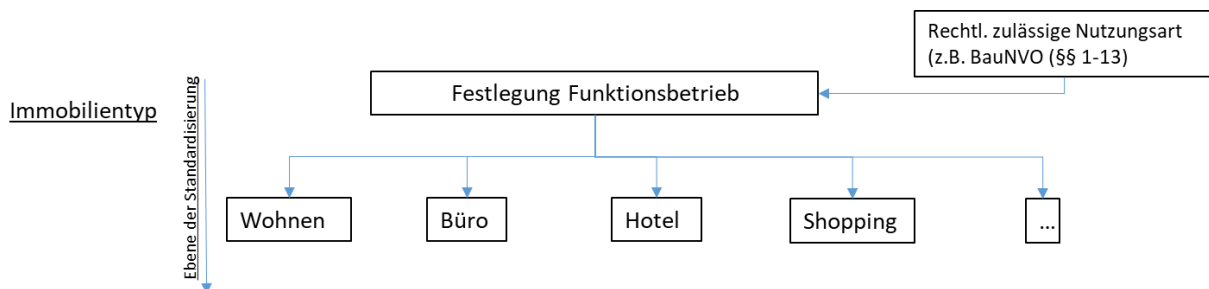 Rechtl. zulässige Nutzungsart
(z.B. BauNVO (§§ 1-13)
Festlegung Funktionsbetrieb
Immobilientyp
Ebene der Standardisierung
Wohnen
Büro
Hotel
Shopping
...